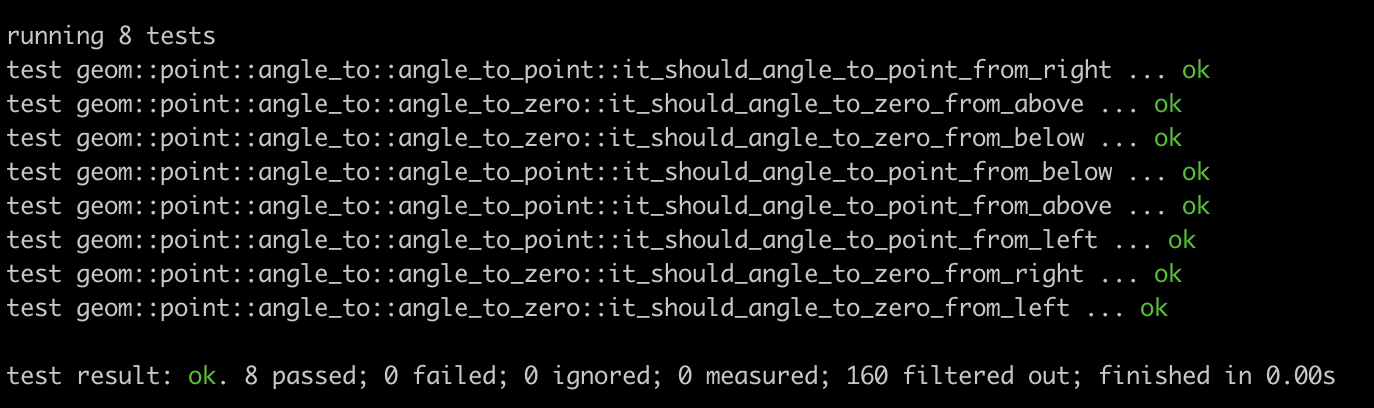 running 8 tests
test geom::point::angle_to::angle_to_point::it_should_angle_to_point_from_right ... ok
test geom::point::angle_to::angle_to_zero::it_should_angle_to_zero_from_above ... ok
test geom::point::angle_to::angle_to_zero::it_should_angle_to_zero_from_below ... ok
test geom::point::angle_to::angle_to_point::it_should_angle_to_point_from_below ... ok
test geom::point::angle_to::angle_to_point::it_should_angle_to_point_from_above ... ok
test geom::point::angle_to::angle_to_point::it_should_angle_to_point_from_left ... ok
test geom::point::angle_to::angle_to_zero::it_should_angle_to_zero_from_right ... ok
test geom::point::angle_to::angle_to_zero::it_should_angle_to_zero_from_left ... ok
test result: ok. 8 passed; 0 failed; 0 ignored; 0 measured; 160 filtered out; finished in 0.00s